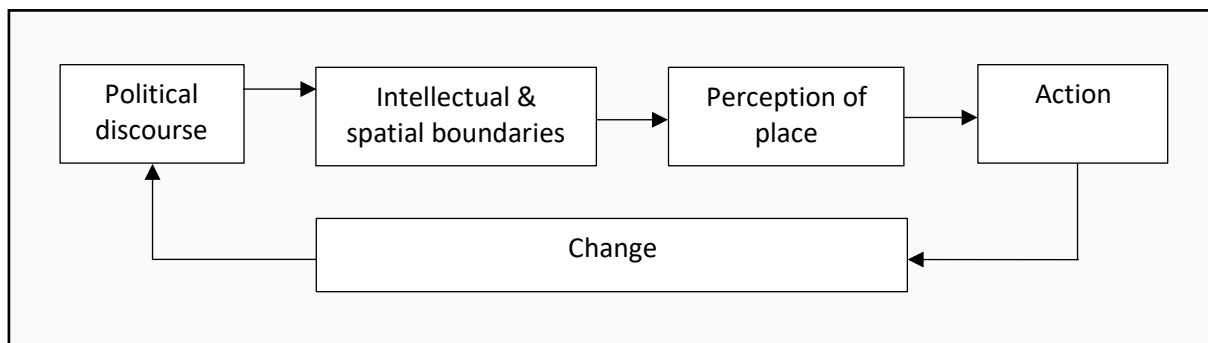 Political
discourse
Intellectual &
spatial boundaries
Perception of
place
Action
Change